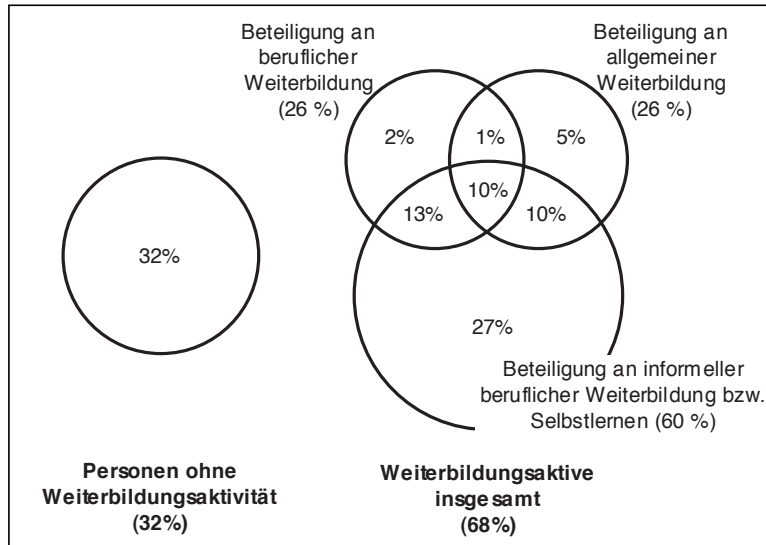 Beteiligung an
beruflicher
Weiterbildung
(26 %)
Beteiligung an
allgemeiner
Weiterbildung
(26 %)
2%
1%
5%
10%
13%
10%
32%
27%
Beteiligung an informeller
beruflicher Weiterbildung bzw.
Selbstlernen (60 %)
Personen ohne
Weiterbildungsaktivität
(32%)
Weiterbildungsaktive
insgesamt
(68%)